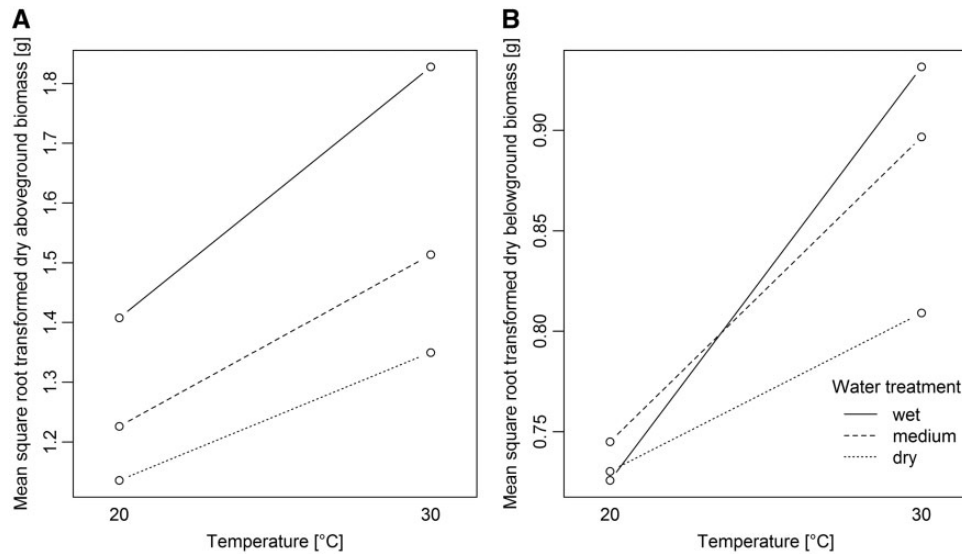 A
Mean square root transformed dry aboveground biomass [g]
1.8
1.7
1.6
1.5
1.4
1.3
1.2
20
30
Temperature [°C]
B
Mean square root transformed dry belowground biomass [g]
0.90
0.85
0.80
0.75
20
30
Temperature [°C]
Water treatment
wet
medium
dry